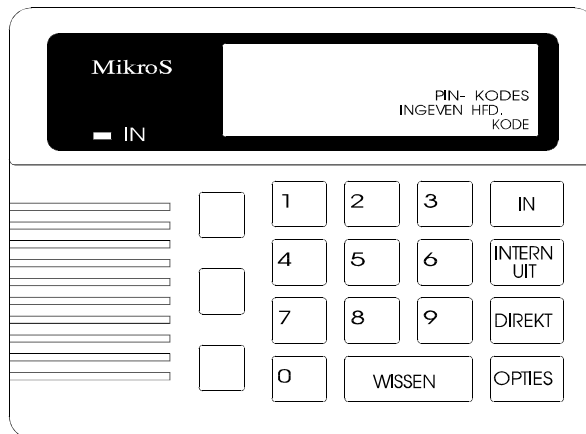 MikroS
PIN- KODES
INGEVEN HFD.
KODE
IN
1 2 3 IN
4 5 6 INTERN UIT
7 8 9 DIREKT
0 WISSEN OPTIES